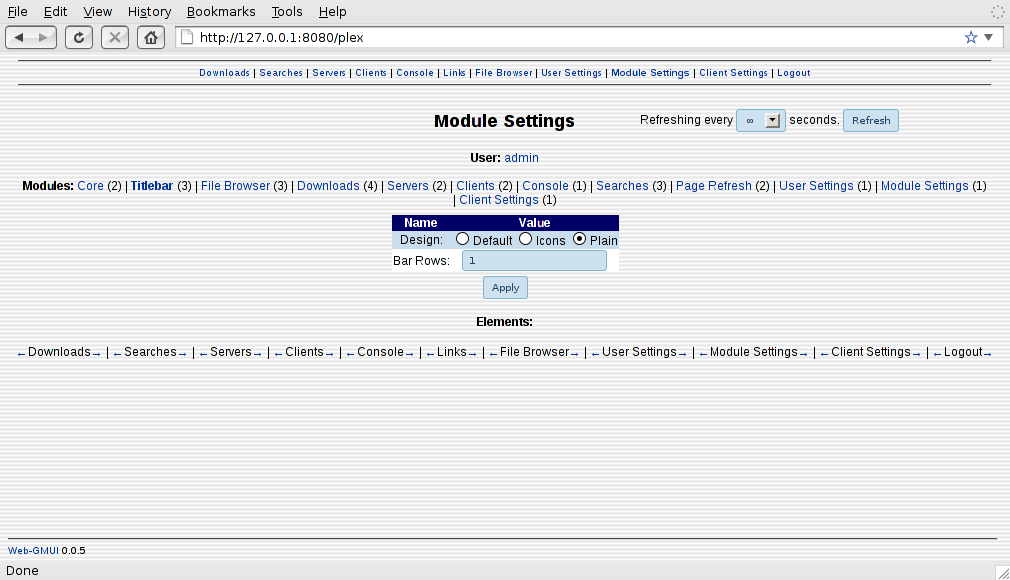 File Edit View History Bookmarks Tools Help
http://127.0.0.1:8080/plex
Downloads | Searches | Servers | Clients | Console | Links | File Browser | User Settings | Module Settings | Client Settings | Logout
Module Settings Refreshing every ∞ seconds. Refresh
User: admin
Modules: Core (2) | Titlebar (3) | File Browser (3) | Downloads (4) | Servers (2) | Clients (2) | Console (1) | Searches (3) | Page Refresh (2) | User Settings (1) | Module Settings (1)
| Client Settings (1)
Name Value
Design: Default Icons Plain
Bar Rows: 1
Apply
Elements:
←Downloads→ | ←Searches→ | ←Servers→ | ←Clients→ | ←Console→ | ←Links→ | ←File Browser→ | ←User Settings→ | ←Module Settings→ | ←Client Settings→ | ←Logout→
Web-GMUI 0.0.5
Done